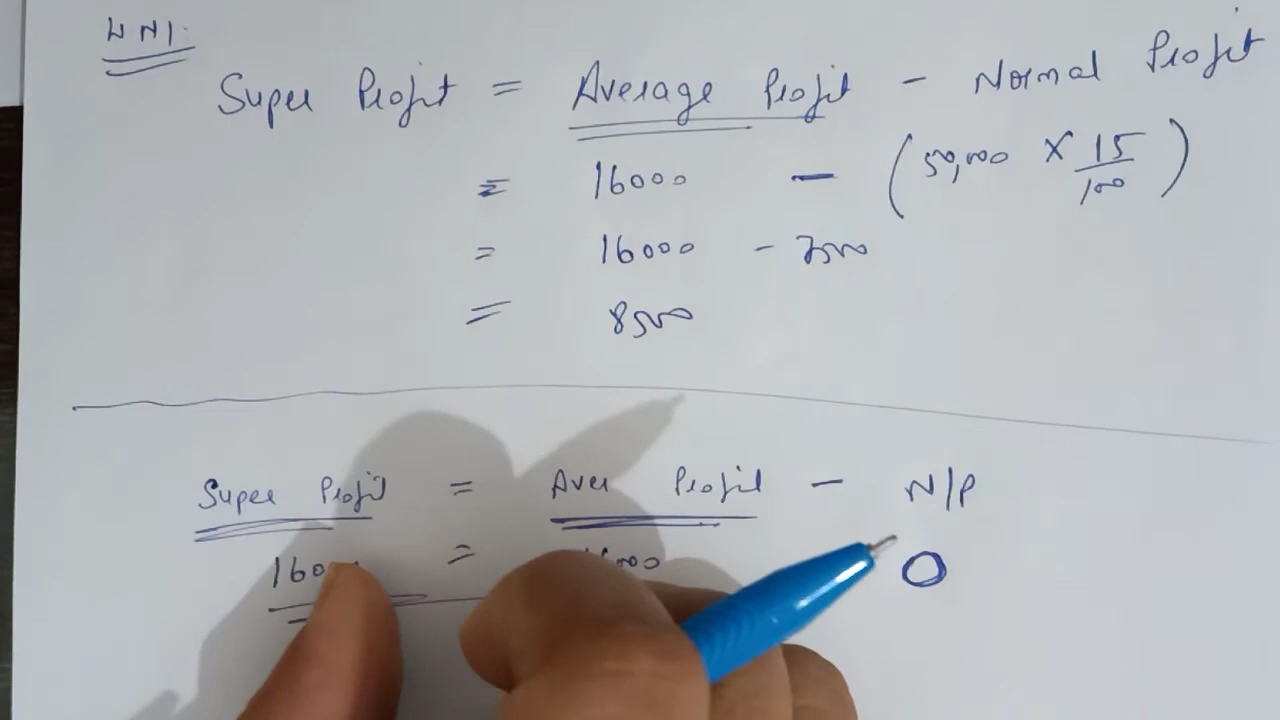 WN1.
Super Profit = Average Profit - Normal Profit
= 16000 - (50,000 X 15/100)
= 16000 - 7500
= 8500
Super Profit = Aver Profit - N/P
= 0